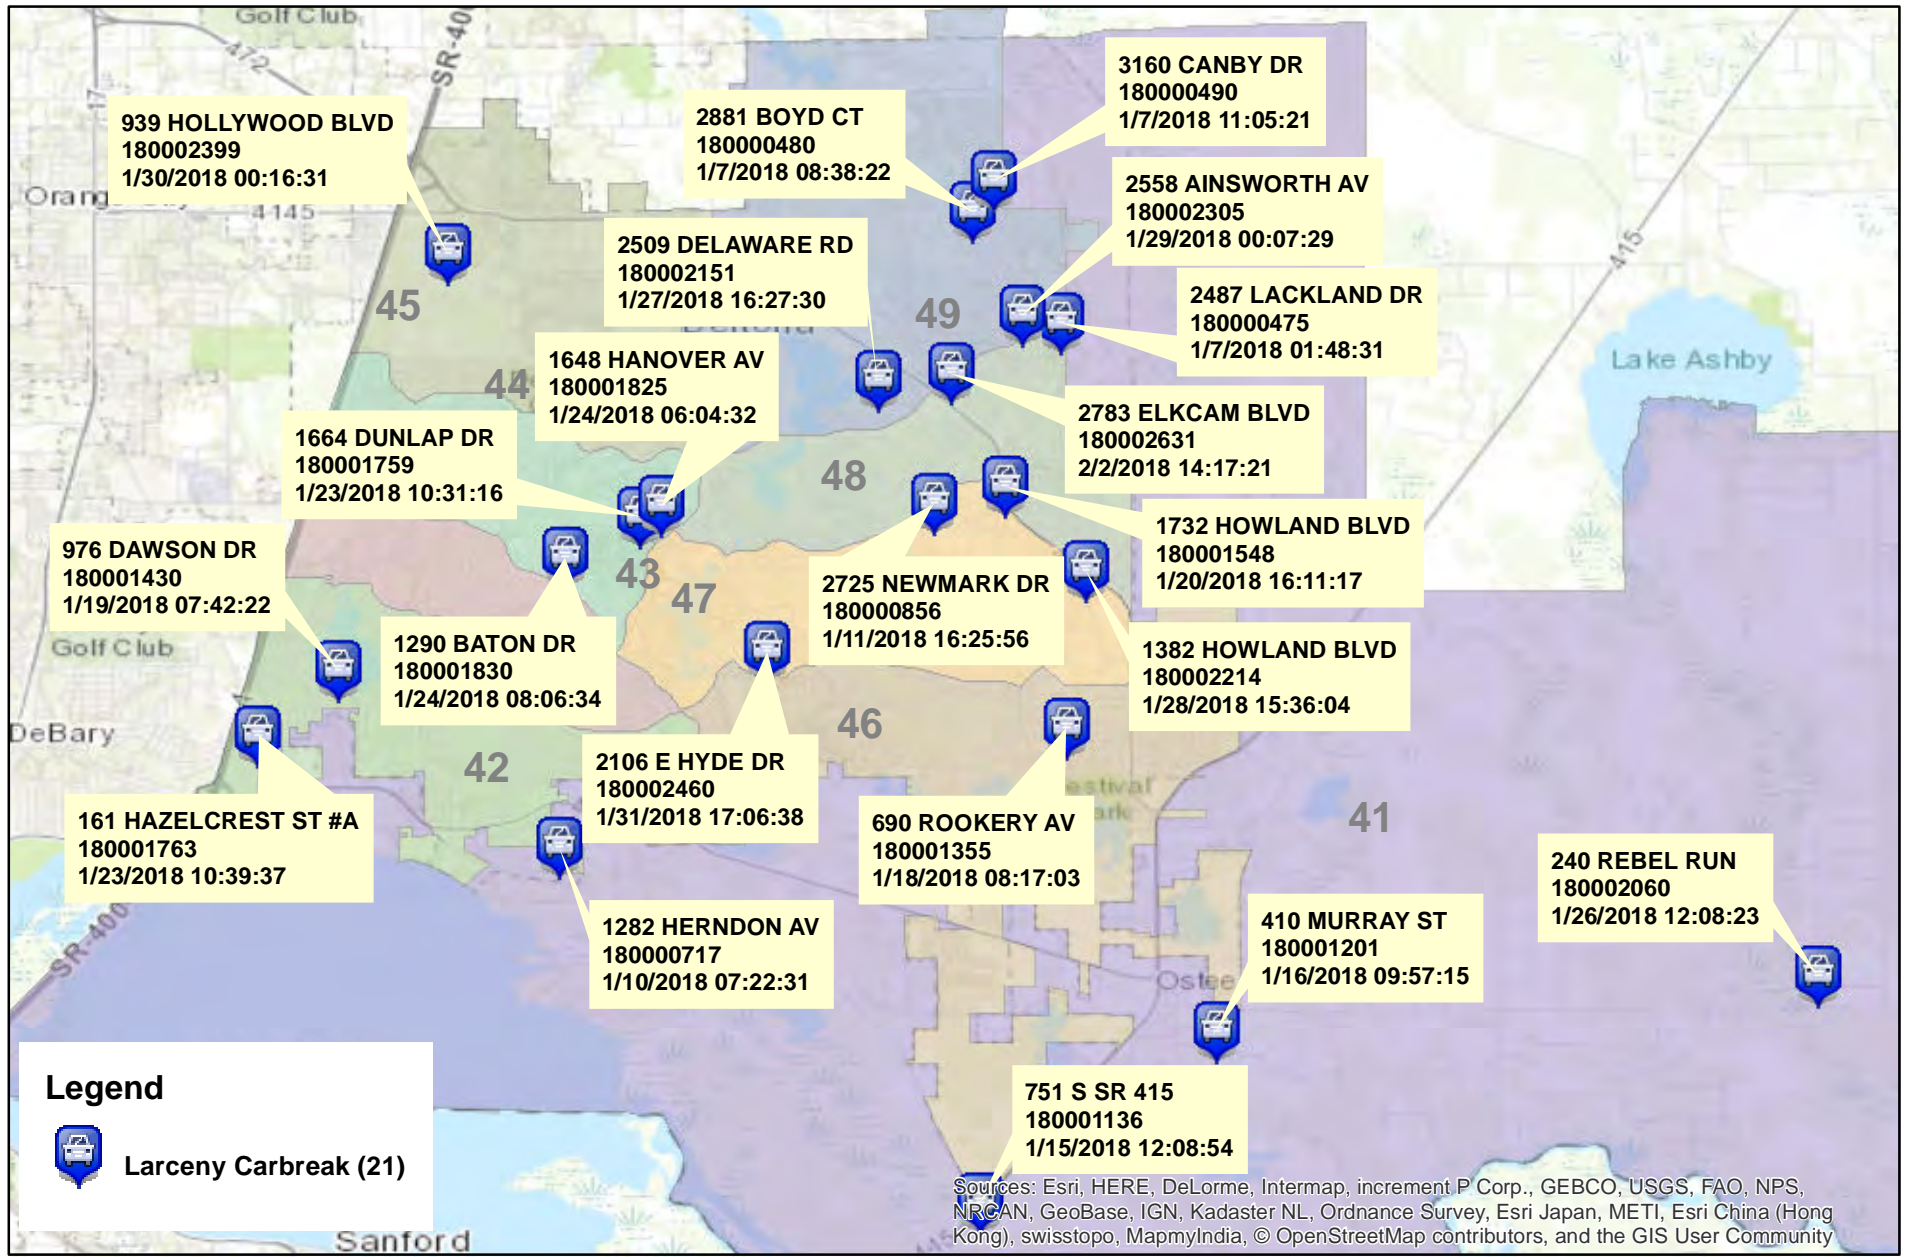 Golf Club
472
SR-400
17
3160 CANBY DR
180000490
1/7/2018 11:05:21
2881 BOYD CT
180000480
1/7/2018 08:38:22
939 HOLLYWOOD BLVD
180002399
1/30/2018 00:16:31
2558 AINSWORTH AV
180002305
1/29/2018 00:07:29
4145
2509 DELAWARE RD
180002151
1/27/2018 16:27:30
415
2487 LACKLAND DR
180000475
1/7/2018 01:48:31
45
49
1648 HANOVER AV
180001825
1/24/2018 06:04:32
Lake Ashby
44
2783 ELKCAM BLVD
180002631
2/2/2018 14:17:21
1664 DUNLAP DR
180001759
1/23/2018 10:31:16
48
1732 HOWLAND BLVD
180001548
1/20/2018 16:11:17
976 DAWSON DR
180001430
1/19/2018 07:42:22
43
47
2725 NEWMARK DR
180000856
1/11/2018 16:25:56
Golf Club
1290 BATON DR
180001830
1/24/2018 08:06:34
1382 HOWLAND BLVD
180002214
1/28/2018 15:36:04
DeBary
46
42
2106 E HYDE DR
180002460
1/31/2018 17:06:38
161 HAZELCREST ST #A
180001763
1/23/2018 10:39:37
690 ROOKERY AV
180001355
1/18/2018 08:17:03
41
240 REBEL RUN
180002060
1/26/2018 12:08:23
1282 HERNDON AV
180000717
1/10/2018 07:22:31
410 MURRAY ST
180001201
1/16/2018 09:57:15
SR-400
Ostee
751 S SR 415
180001136
1/15/2018 12:08:54
Legend
Larceny Carbreak (21)
Sanford
Sources: Esri, HERE, DeLorme, Intermap, increment P Corp., GEBCO, USGS, FAO, NPS,
NRCAN, GeoBase, IGN, Kadaster NL, Ordnance Survey, Esri Japan, METI, Esri China (Hong
Kong), swisstopo, MapmyIndia, © OpenStreetMap contributors, and the GIS User Community